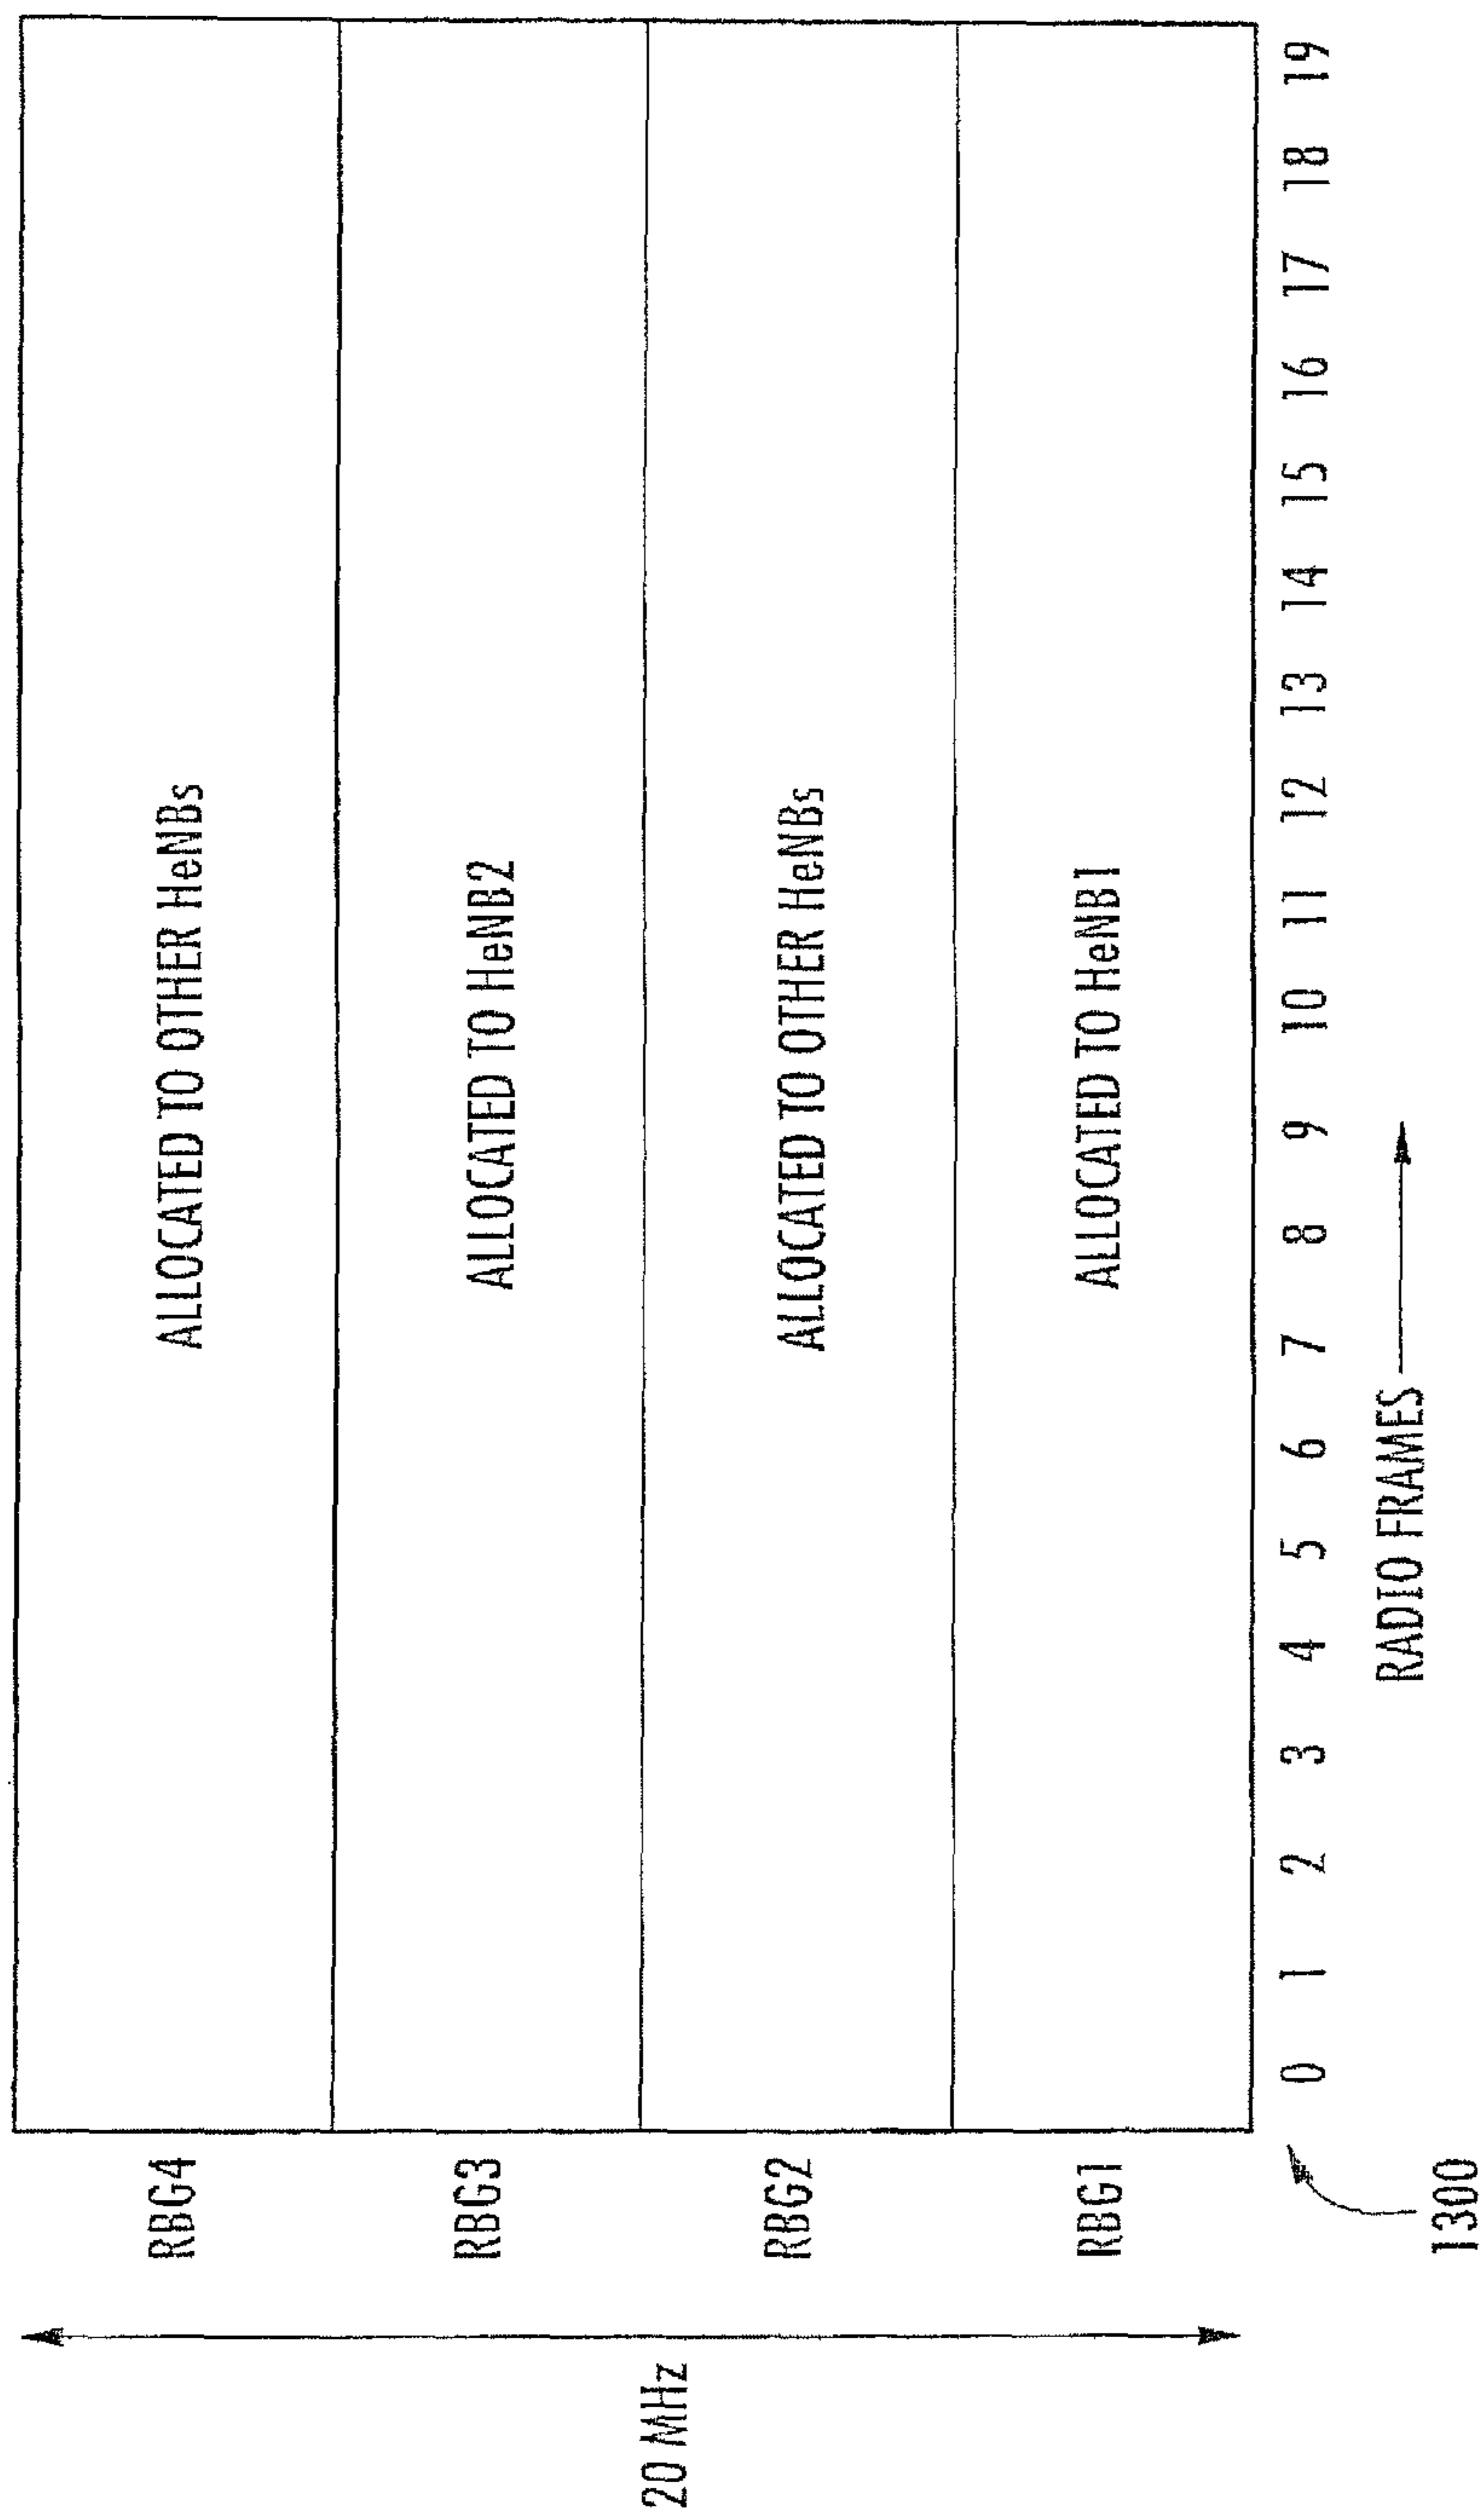 20 MHz
RBG4
ALLOCATED TO OTHER HeNBs
RBG3
ALLOCATED TO HeNB2
RBG2
ALLOCATED TO OTHER HeNBs
RBG1
ALLOCATED TO HeNB1
0 1 2 3 4 5 6 7 8 9 10 11 12 13 14 15 16 17 18 19
RADIO FRAMES
1300